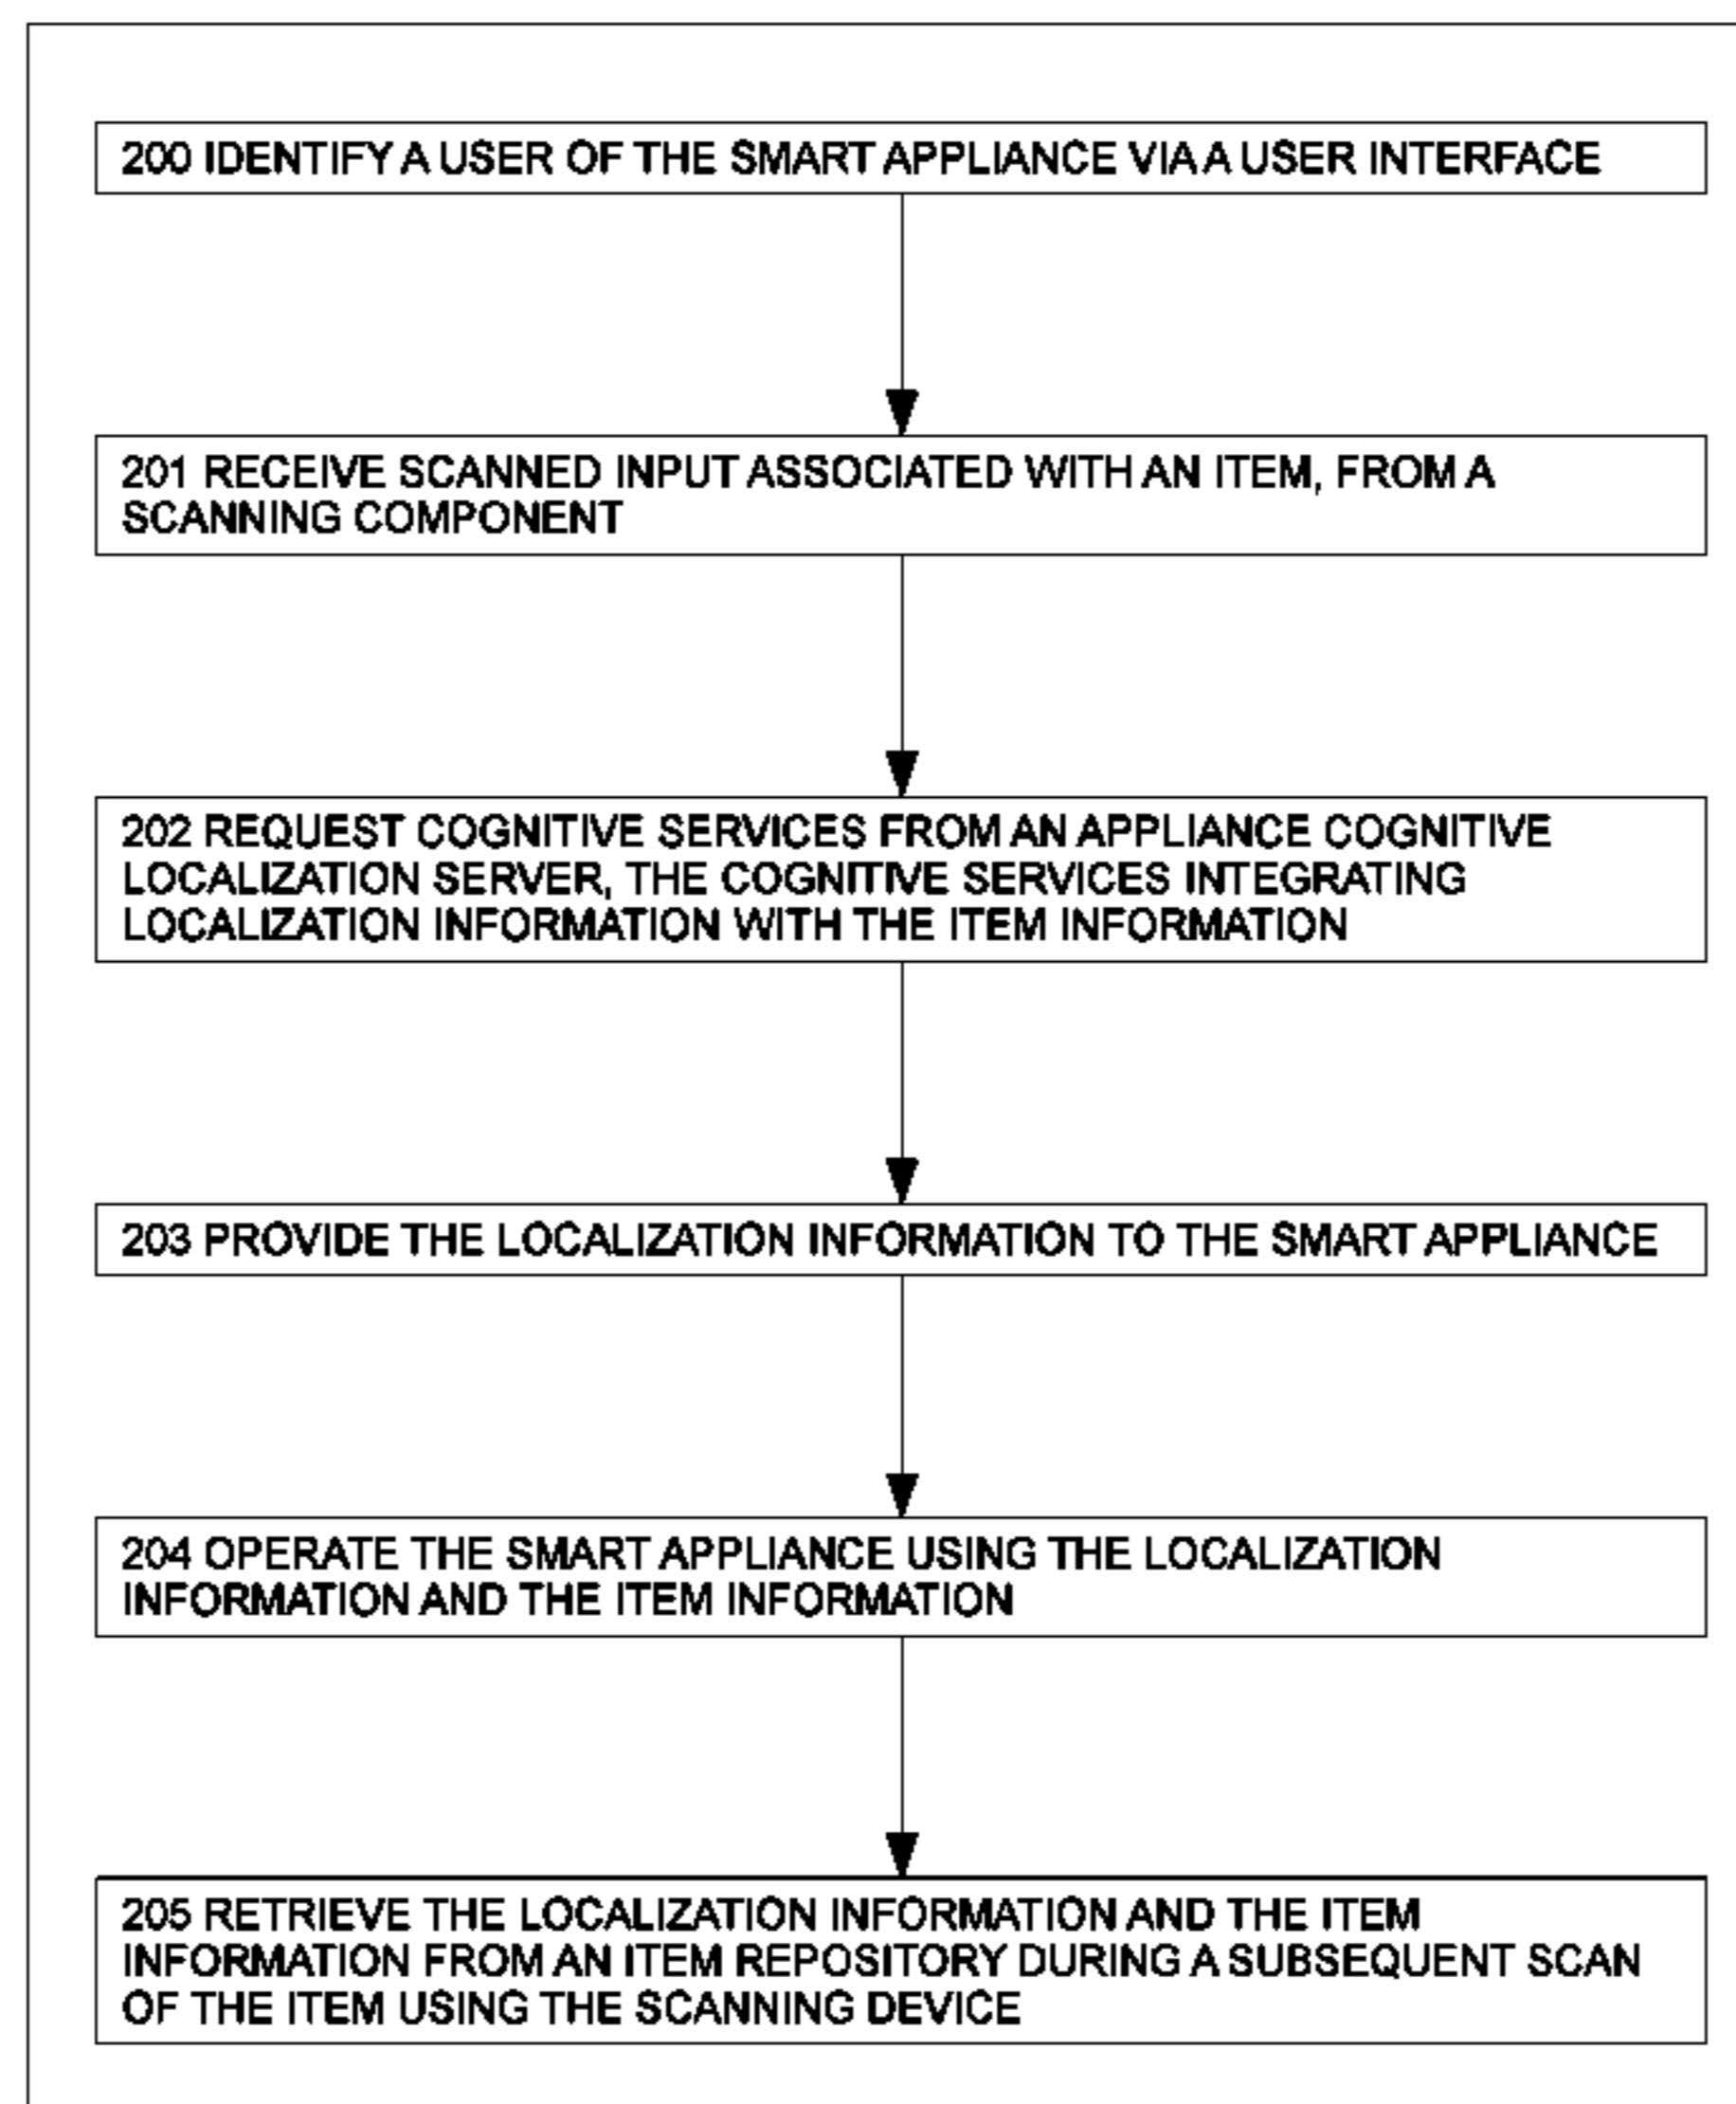 200 IDENTIFY A USER OF THE SMART APPLIANCE VIA A USER INTERFACE
201 RECEIVE SCANNED INPUT ASSOCIATED WITH AN ITEM, FROM A
SCANNING COMPONENT
202 REQUEST COGNITIVE SERVICES FROM AN APPLIANCE COGNITIVE
LOCALIZATION SERVER, THE COGNITIVE SERVICES INTEGRATING
LOCALIZATION INFORMATION WITH THE ITEM INFORMATION
203 PROVIDE THE LOCALIZATION INFORMATION TO THE SMART APPLIANCE
204 OPERATE THE SMART APPLIANCE USING THE LOCALIZATION
INFORMATION AND THE ITEM INFORMATION
205 RETRIEVE THE LOCALIZATION INFORMATION AND THE ITEM
INFORMATION FROM AN ITEM REPOSITORY DURING A SUBSEQUENT SCAN
OF THE ITEM USING THE SCANNING DEVICE